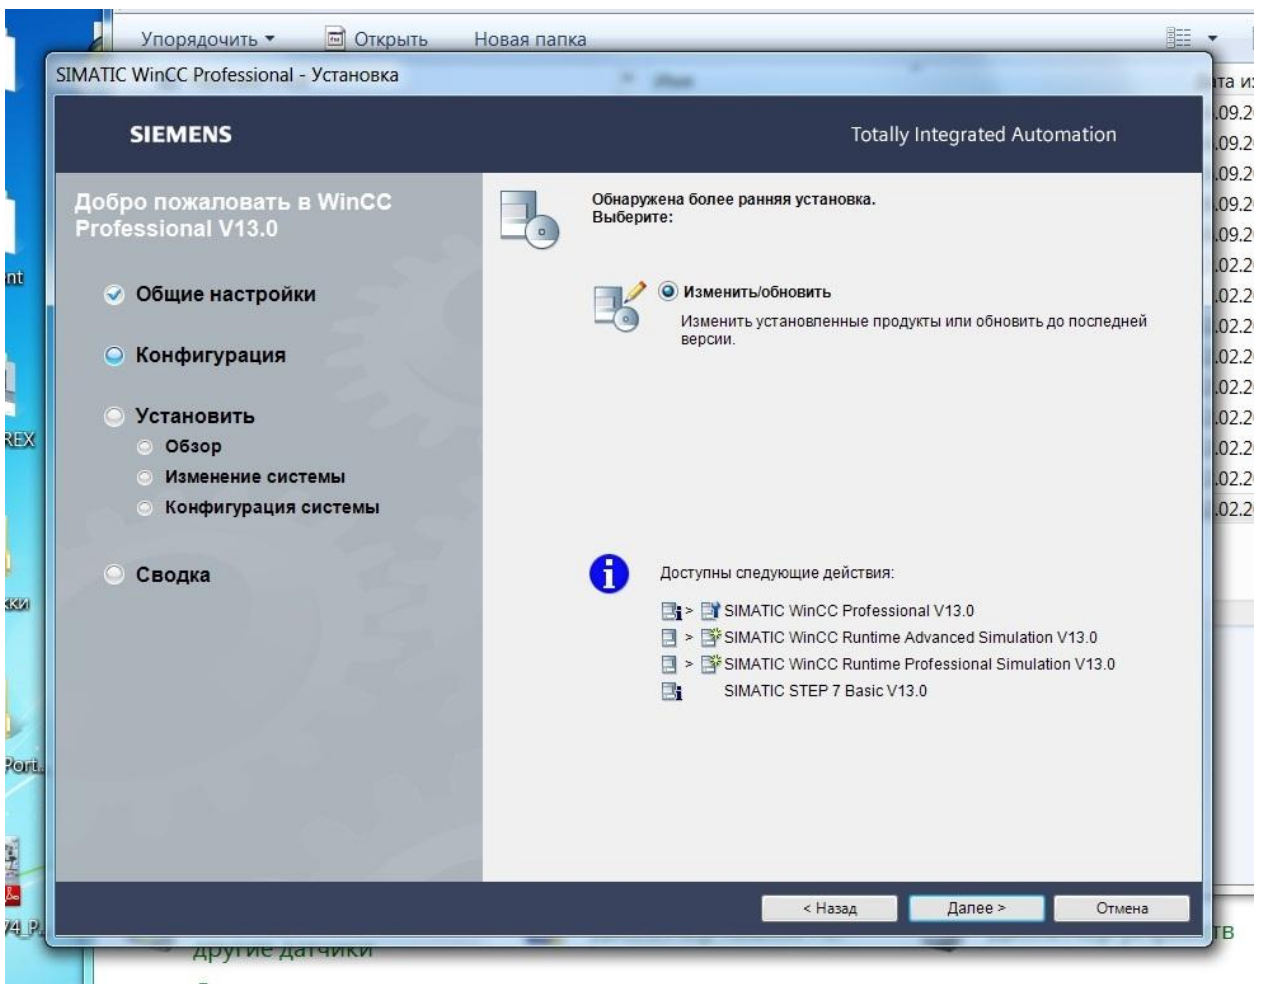 Упорядочить
Открыть
Новая папка
SIMATIC WinCC Professional - Установка
SIEMENS
Totally Integrated Automation
Добро пожаловать в WinCC
Professional V13.0
Общие настройки
Конфигурация
Установить
Обзор
Изменение системы
Конфигурация системы
Сводка
Обнаружена более ранняя установка.
Выберите:
Изменить/обновить
Изменить установленные продукты или обновить до последней
версии.
Доступны следующие действия:
> SIMATIC WinCC Professional V13.0
> SIMATIC WinCC Runtime Advanced Simulation V13.0
> SIMATIC WinCC Runtime Professional Simulation V13.0
SIMATIC STEP 7 Basic V13.0
< Назад
Далее >
Отмена
другие датчики